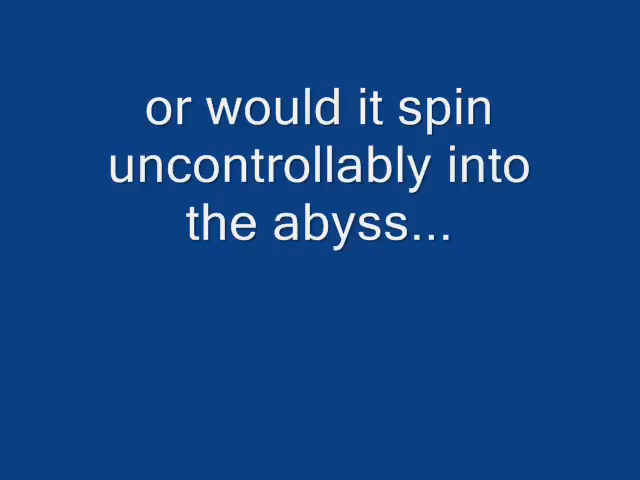 or would it spin
uncontrollably into
the abyss...